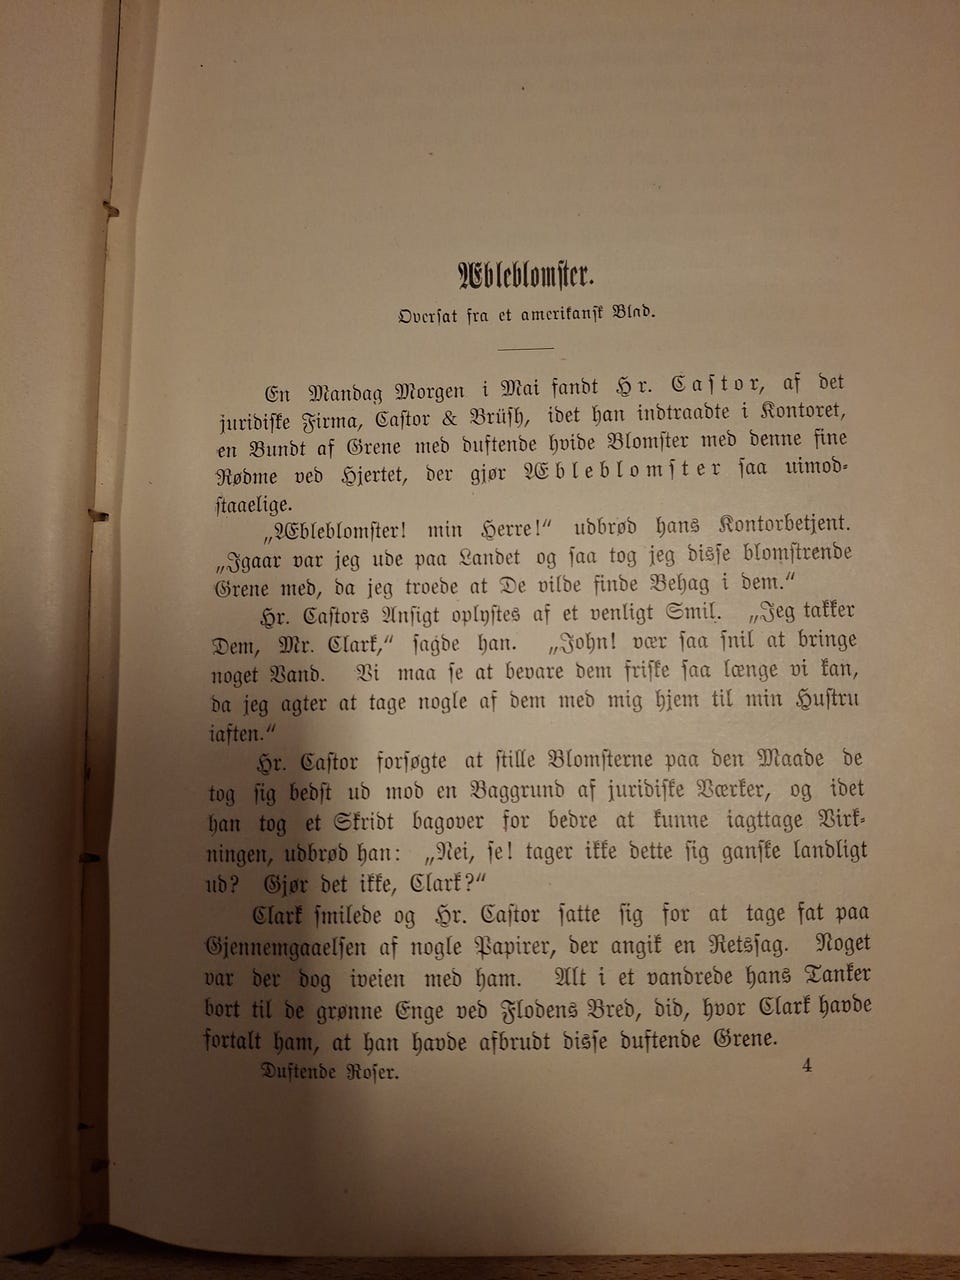 Æbleblomster.
Oversat fra et amerikansk Blad.
En Mandag Morgen i Mai fandt Hr. Castor, af det
juridiske Firma, Castor & Brüsh, idet han indtraadte i Kontoret,
en Bundt af Grene med duftende hvide Blomster med denne fine
Rødme ved Hjertet, der gjør Æbleblomster saa uimod-
staaelige.
„Æbleblomster! min Herre!“ udbrød hans Kontorbetjent.
„Igaar var jeg ude paa Landet og saa tog jeg disse blomstrende
Grene med, da jeg troede at De vilde finde Behag i dem.“
Hr. Castors Ansigt oplystes af et venligt Smil. „Jeg takker
Dem, Mr. Clark,“ sagde han. „John! vær saa snil at bringe
noget Vand. Vi maa se at bevare dem friske saa længe vi kan,
da jeg agter at tage nogle af dem med mig hjem til min Hustru
iaften.“
Hr. Castor forsøgte at stille Blomsterne paa den Maade de
tog sig bedst ud mod en Baggrund af juridiske Værker, og idet
han tog et Skridt bagover for bedre at kunne iagttage Virk-
ningen, udbrød han: „Nei, se! tager ikke dette sig ganske landligt
ud? Gjør det ikke, Clark?“
Clark smilede og Hr. Castor satte sig for at tage fat paa
Gjennemgaaelsen af nogle Papirer, der angik en Retssag. Noget
var der dog iveien med ham. Alt i et vandrede hans Tanker
bort til de grønne Enge ved Flodens Bred, did, hvor Clark havde
fortalt ham, at han havde afbrudt disse duftende Grene.
Duftende Roser. 4